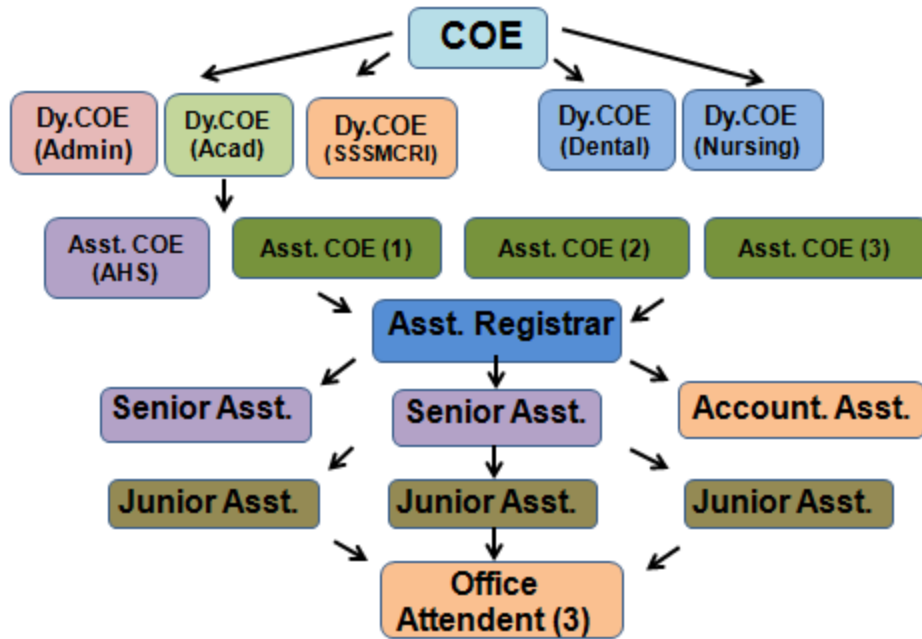 COE
Dy.COE
(Admin)
Dy.COE
(Acad)
Dy.COE
(SSSMCRI)
Dy.COE
(Dental)
Dy.COE
(Nursing)
Asst. COE
(AHS)
Asst. COE (1)
Asst. COE (2)
Asst. COE (3)
Asst. Registrar
Senior Asst.
Senior Asst.
Account. Asst.
Junior Asst.
Junior Asst.
Junior Asst.
Office
Attendent (3)